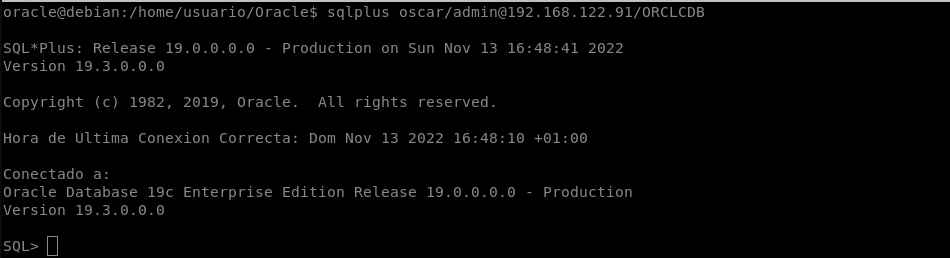 oracle@debian:/home/usuario/Oracle$ sqlplus oscar/admin@192.168.122.91/ORCLCDB
SQL*Plus: Release 19.0.0.0.0 - Production on Sun Nov 13 16:48:41 2022
Version 19.3.0.0.0
Copyright (c) 1982, 2019, Oracle.  All rights reserved.
Hora de Ultima Conexion Correcta: Dom Nov 13 2022 16:48:10 +01:00
Conectado a:
Oracle Database 19c Enterprise Edition Release 19.0.0.0.0 - Production
Version 19.3.0.0.0
SQL>